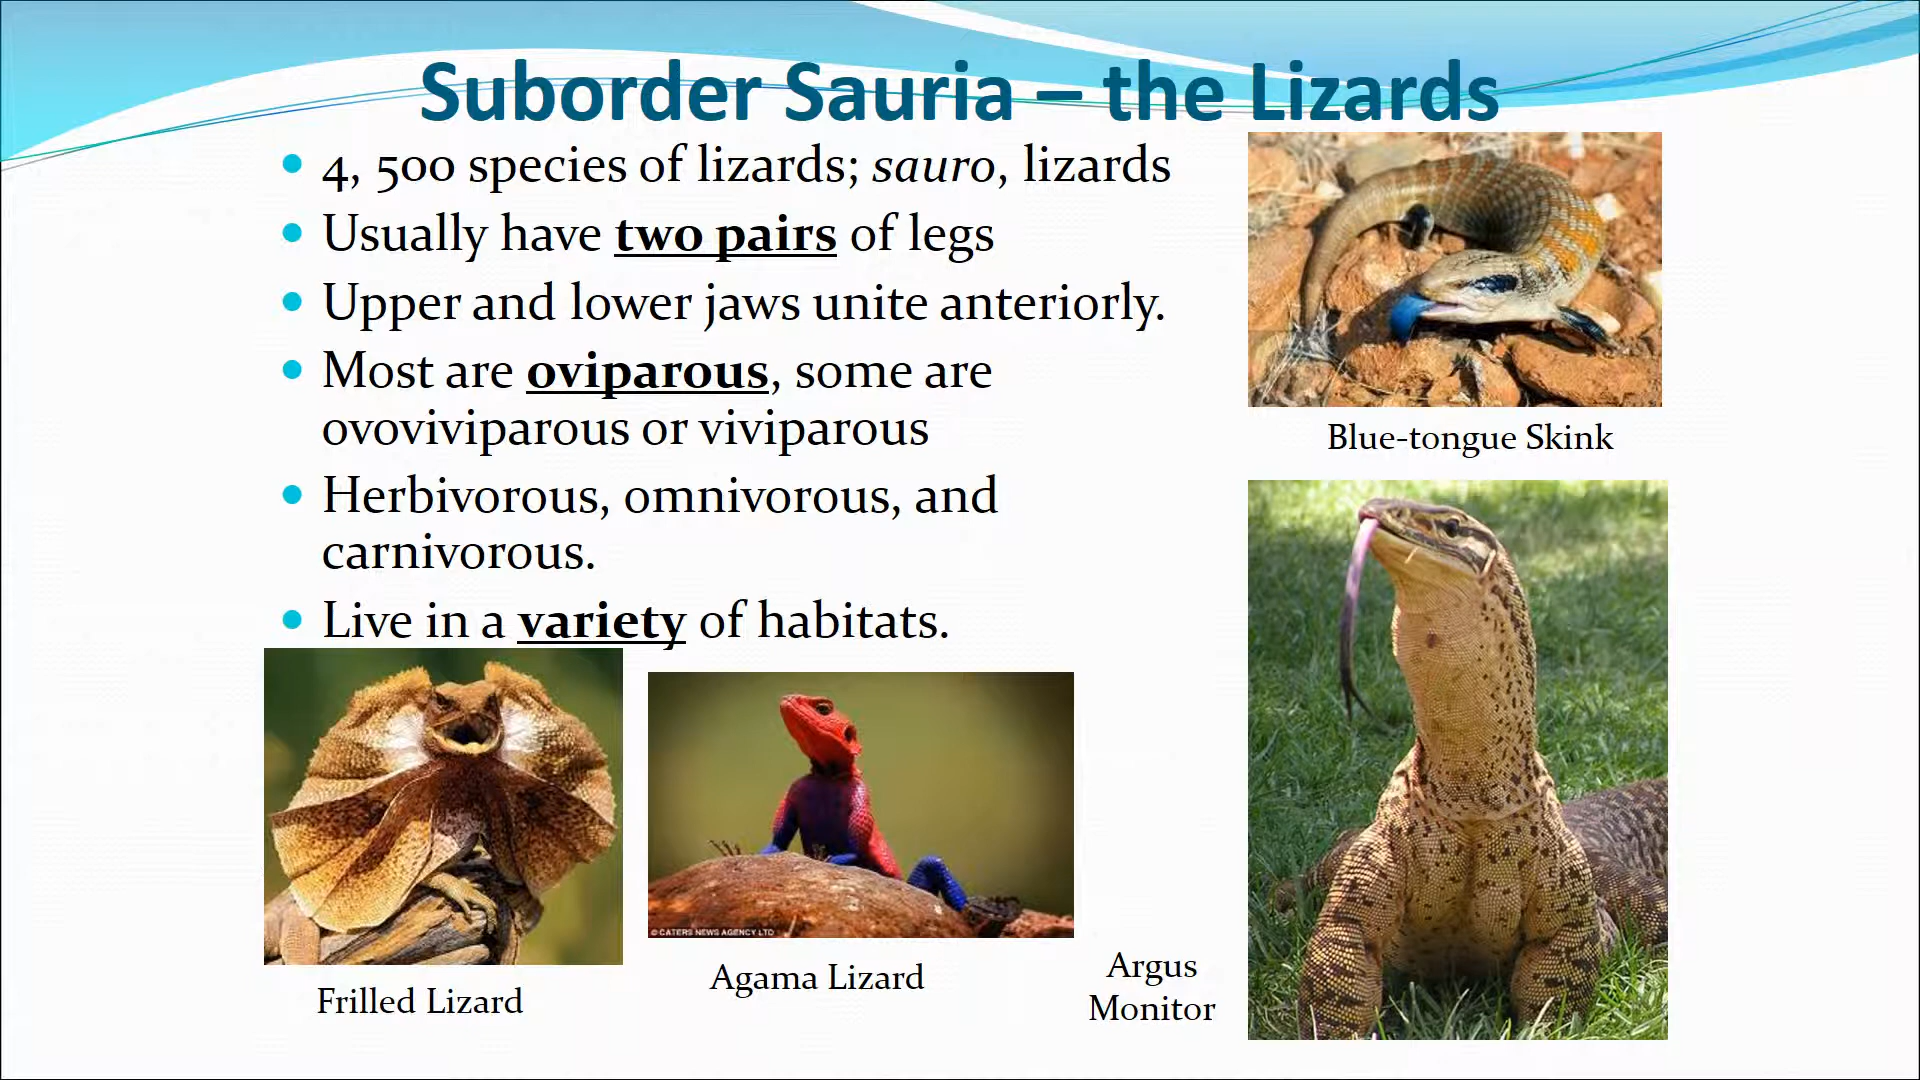 Suborder Sauria – the Lizards
4, 500 species of lizards; sauro, lizards
Usually have two pairs of legs
Upper and lower jaws unite anteriorly.
Most are oviparous, some are
ovoviviparous or viviparous
Herbivorous, omnivorous, and
carnivorous.
Live in a variety of habitats.
Blue-tongue Skink
© CATERS NEWS AGENCY LTD
Frilled Lizard
Agama Lizard
Argus
Monitor